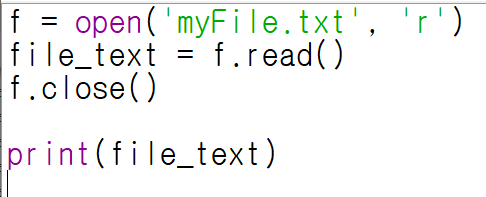 f = open('myFile.txt', 'r')
file_text = f.read()
f.close()
print(file_text)